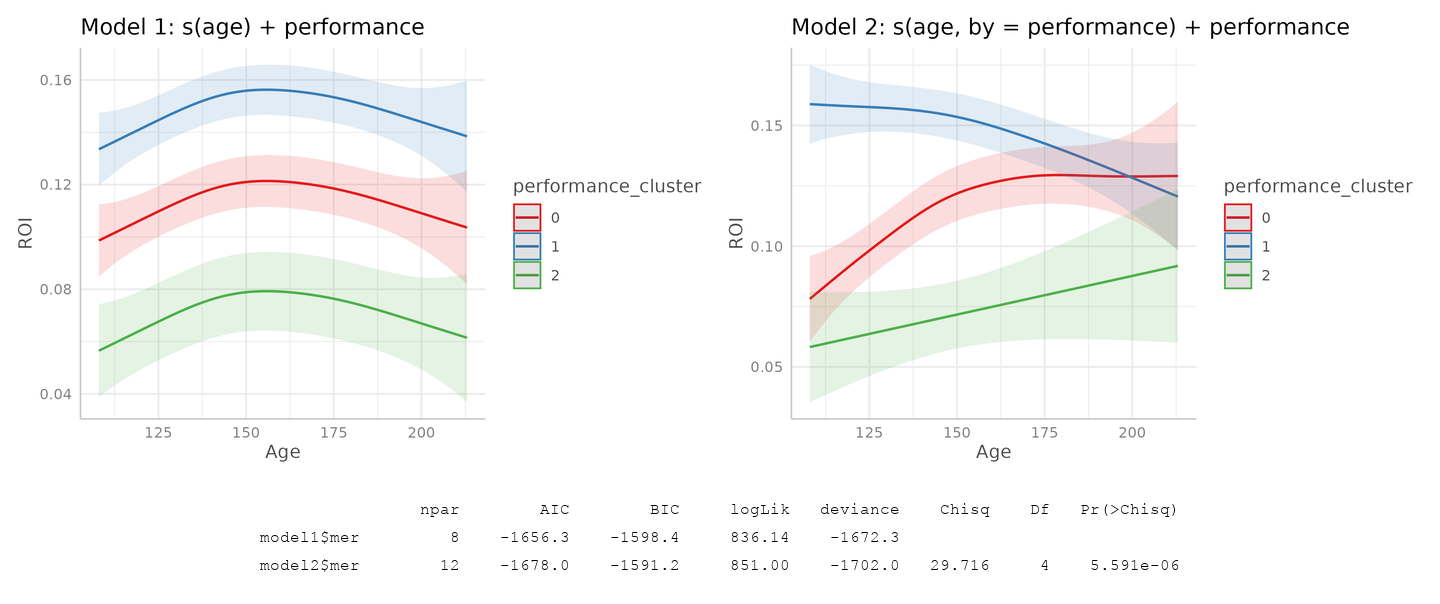 Model 1: s(age) + performance
0.16
0.12
0.08
0.04
ROI
125 150 175 200
Age
performance_cluster
0
1
2
Model 2: s(age, by = performance) + performance
0.15
0.10
0.05
ROI
125 150 175 200
Age
performance_cluster
0
1
2
npar AIC BIC logLik deviance Chisq Df Pr(>Chisq)
model1$mer 8 -1656.3 -1598.4 836.14 -1672.3
model2$mer 12 -1678.0 -1591.2 851.00 -1702.0 29.716 4 5.591e-06